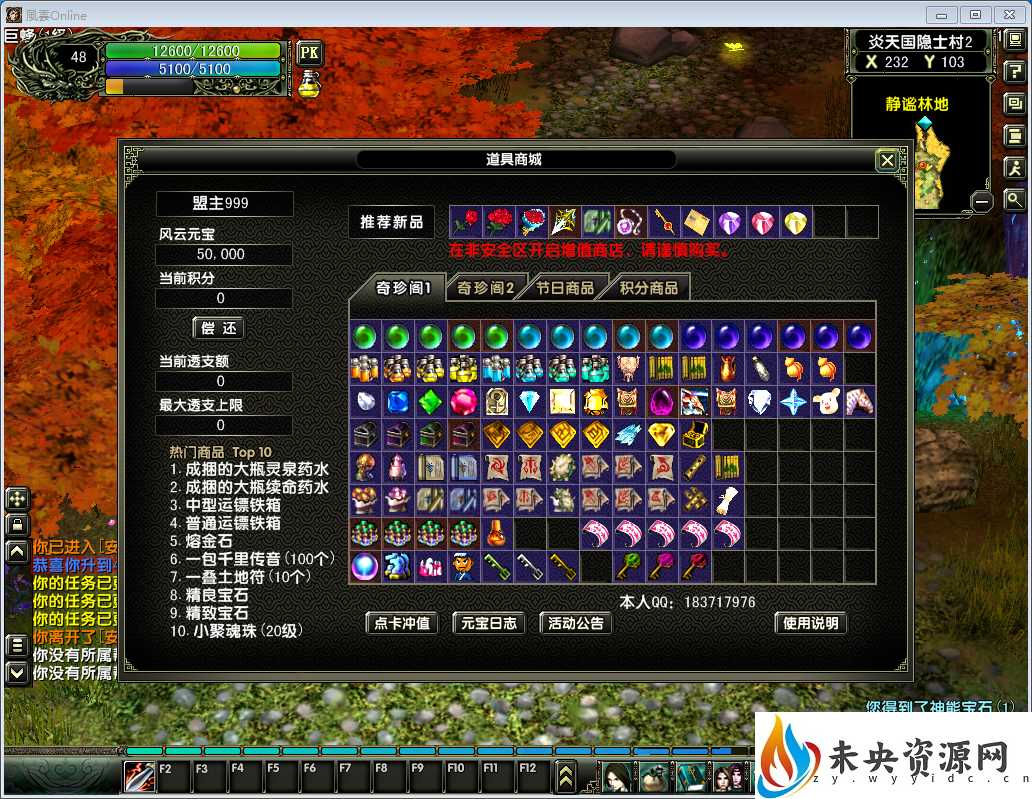 風雲Online
48
12600/12600
5100/5100
PK
炎天国隐士村2
X 232 Y 103
静谧林地
道具商城
盟主999
风云元宝
50,000
当前积分
0
偿 还
当前透支额
0
最大透支上限
0
热门商品 Top 10
1. 成捆的大瓶灵泉药水
2. 成捆的大瓶续命药水
3. 中型运镖铁箱
4. 普通运镖铁箱
5. 熔金石
6. 一包千里传音(100个)
7. 一叠土地符(10个)
8. 精良宝石
9. 精致宝石
10. 小聚魂珠(20级)
推荐新品
在非安全区开启增值商店、请谨慎购买。
奇珍阁1
奇珍阁2
节日商品
积分商品
本人QQ: 183717976
点卡冲值
元宝日志
活动公告
使用说明
你已进入[安
恭喜你升到
你的任务已更
你的任务已更
你的任务已更
你离开了[安
你没有所属
你没有所属
您得到了神能宝石(1)
F2 F3 F4 F5 F6 F7 F8 F9 F10 F11 F12
未央资源网
zy.wyyidc.cn